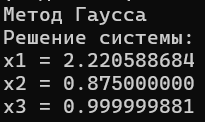 Метод Гаусса
Решение системы:
x1 = 2.220588684
x2 = 0.875000000
x3 = 0.999999881